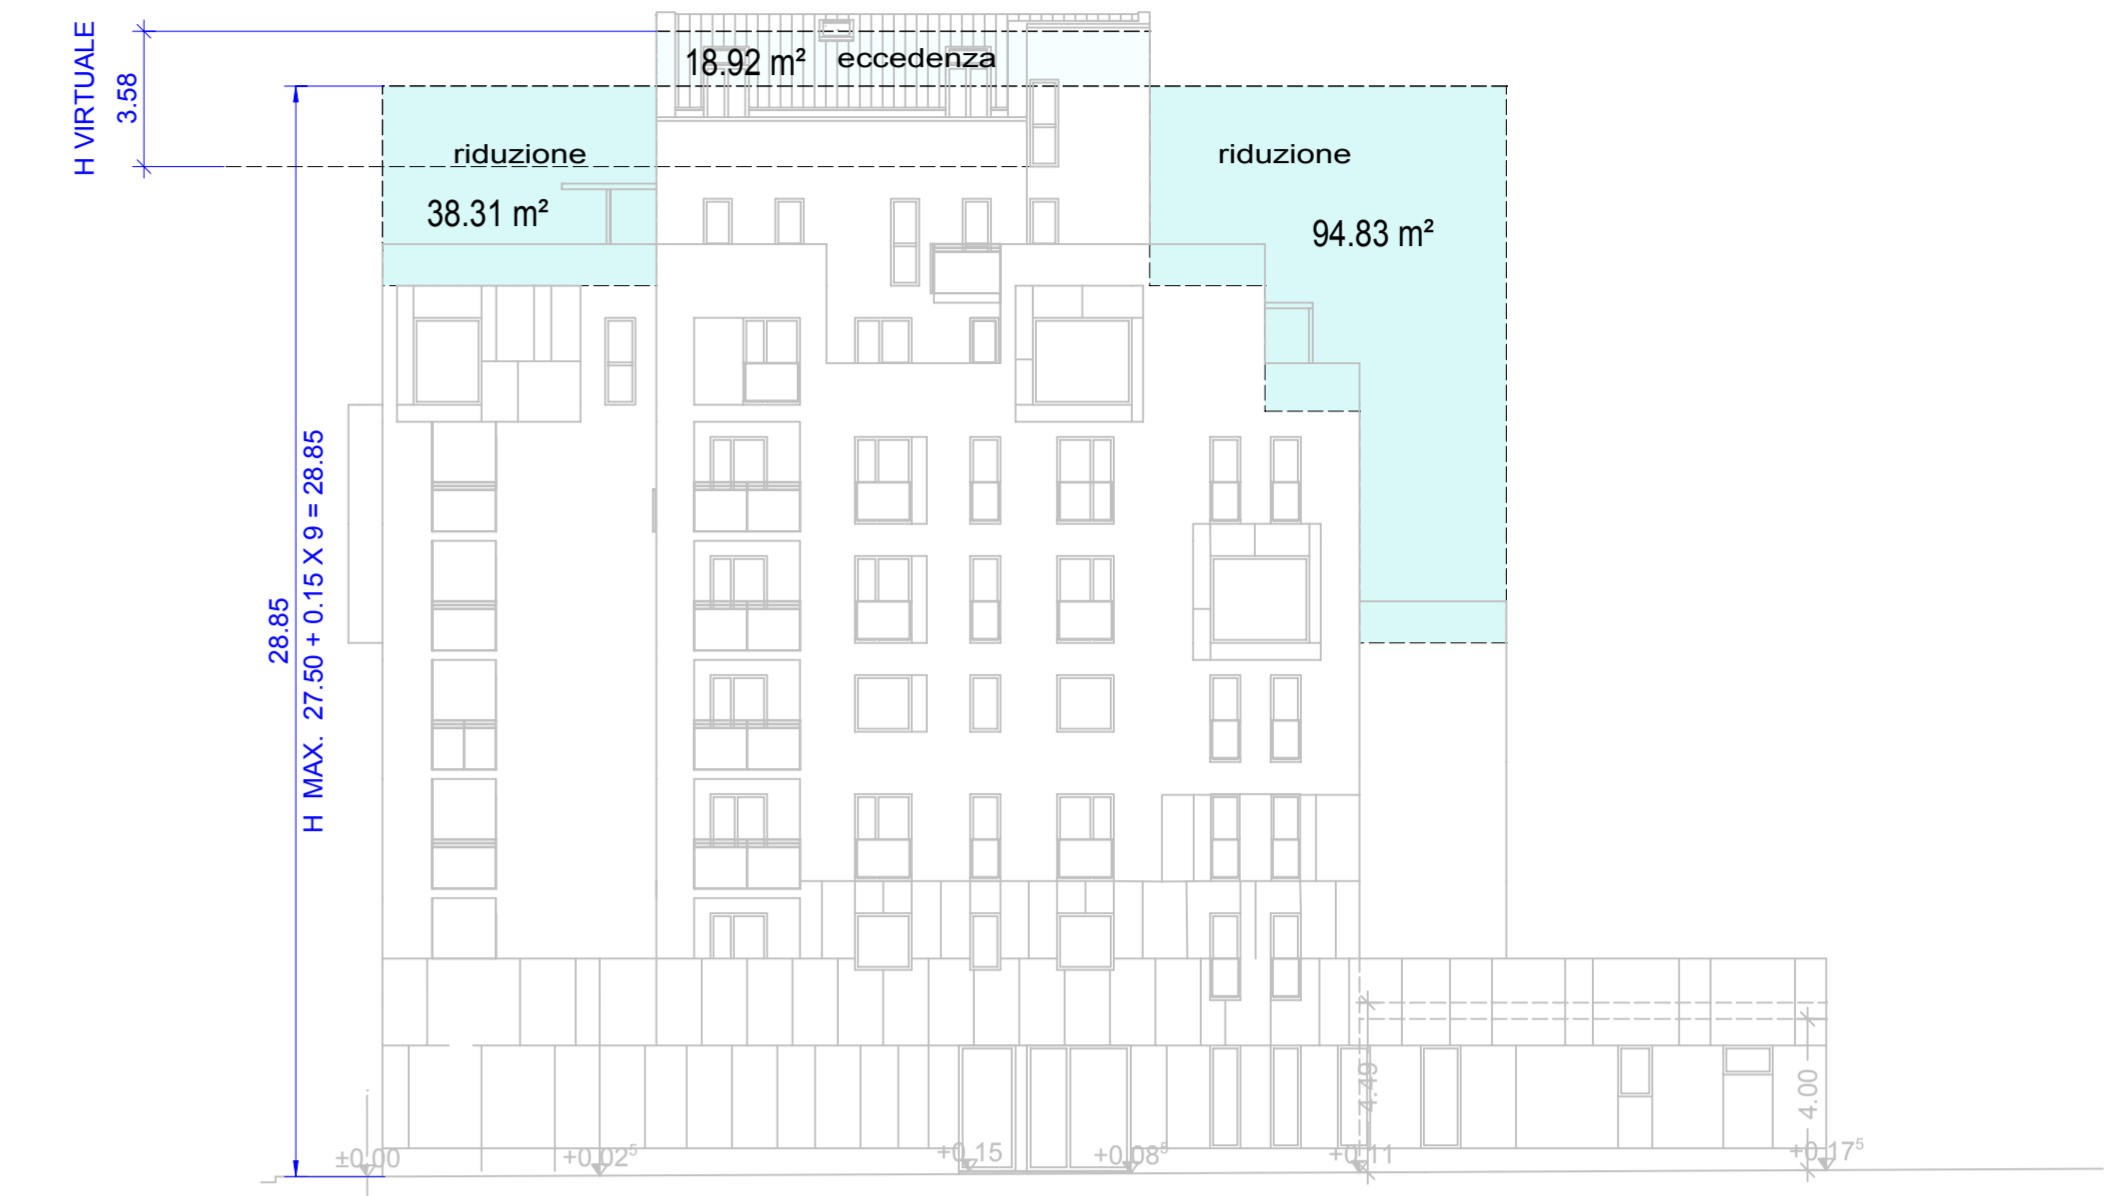 H VIRTUALE
3.58
18.92 m² eccedenza
riduzione
38.31 m²
riduzione
94.83 m²
28.85
H MAX. 27.50 + 0.15 X 9 = 28.85
4.49
4.00
±0.00
+0.02⁵
+0.15
+0.08⁵
+0.11
+0.17⁵